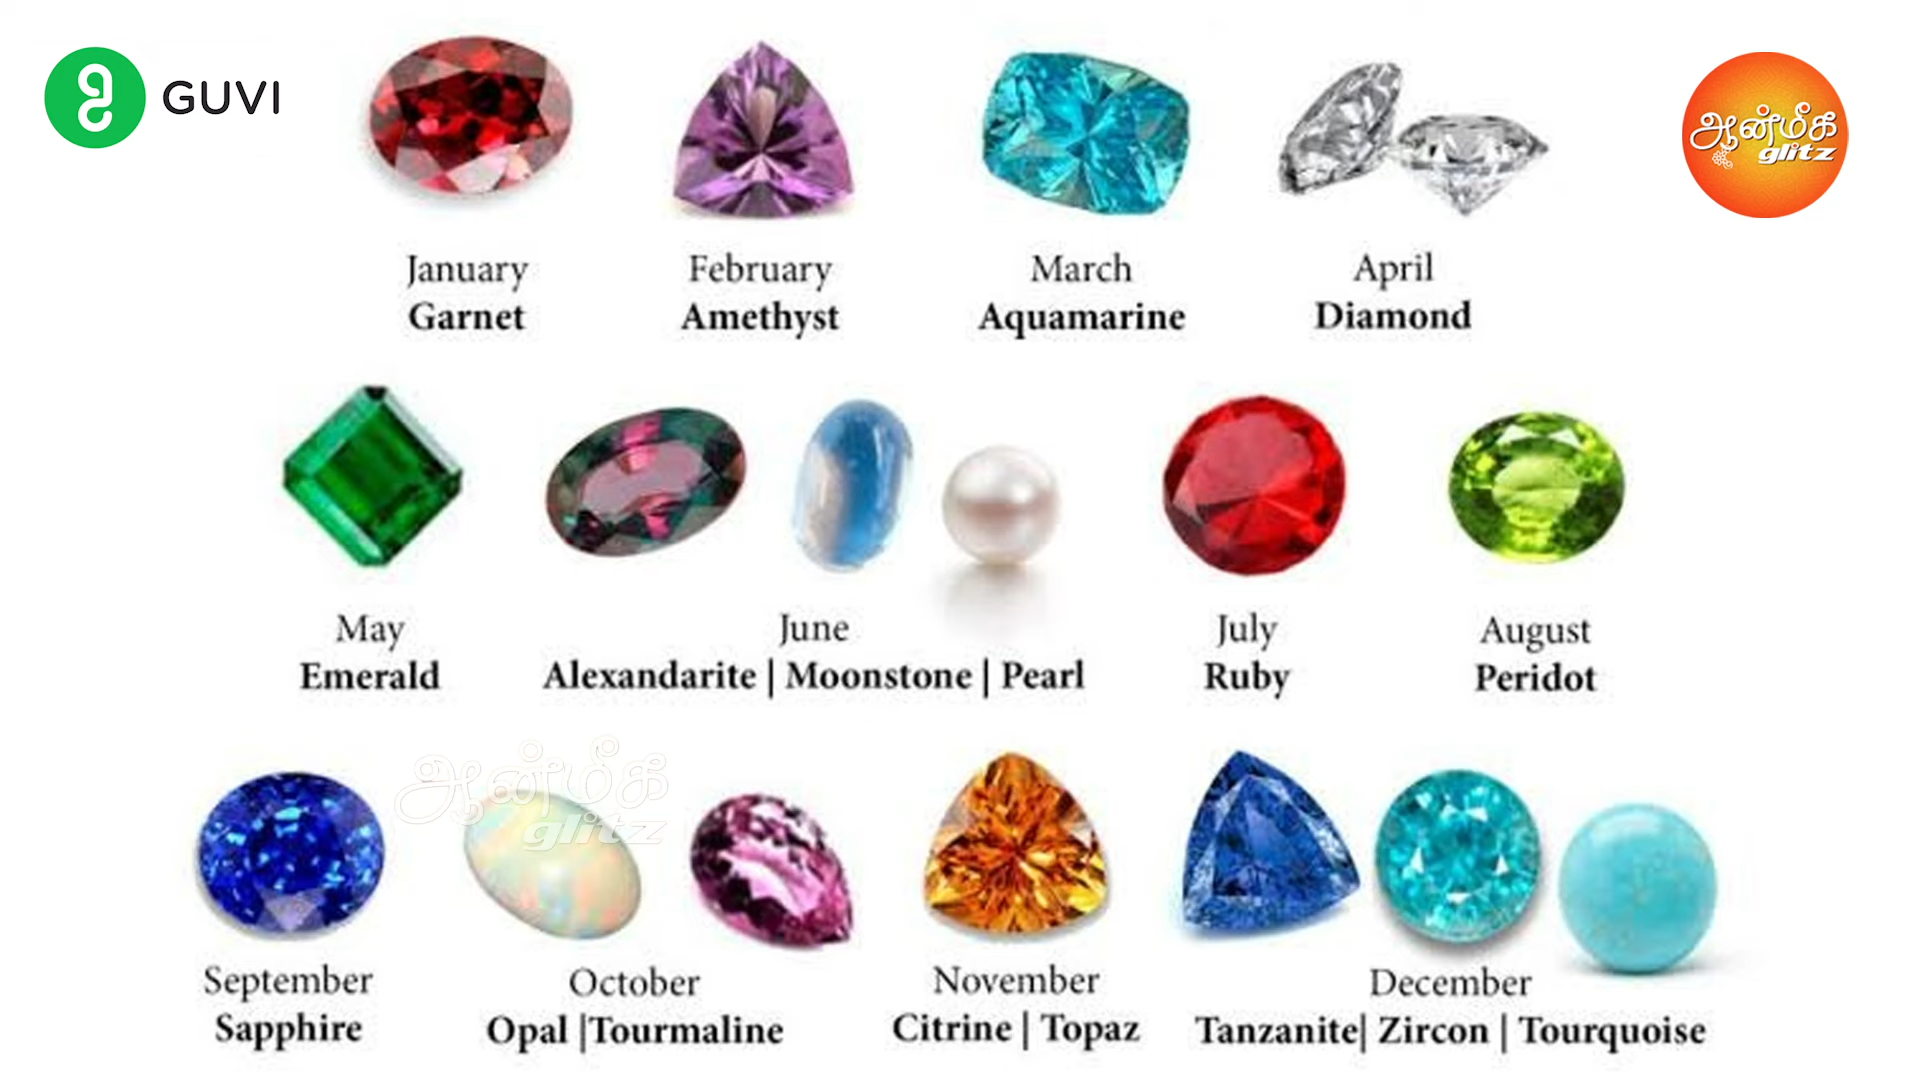 GUVI
ஆன்மீக
glitz
January
Garnet
February
Amethyst
March
Aquamarine
April
Diamond
May
Emerald
June
Alexandarite | Moonstone | Pearl
July
Ruby
August
Peridot
ஆன்மீக
glitz
September
Sapphire
October
Opal |Tourmaline
November
Citrine | Topaz
December
Tanzanite| Zircon | Tourquoise